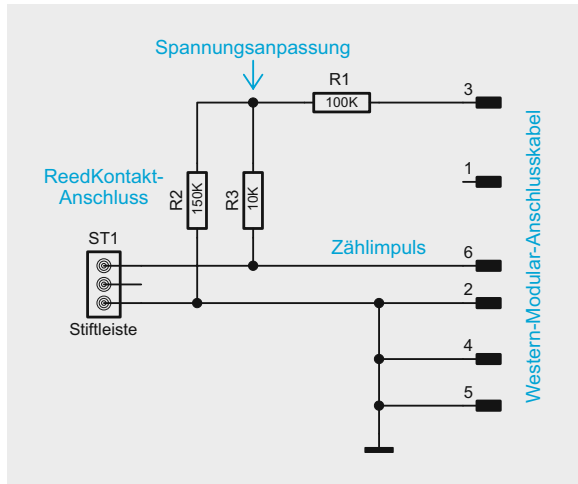 Spannungsanpassung
R1
100K
3
1
ReedKontakt-
Anschluss
R2
150K
R3
10K
ST1
Zählimpuls
6
2
Stiftleiste
4
5
Western-Modular-Anschlusskabel